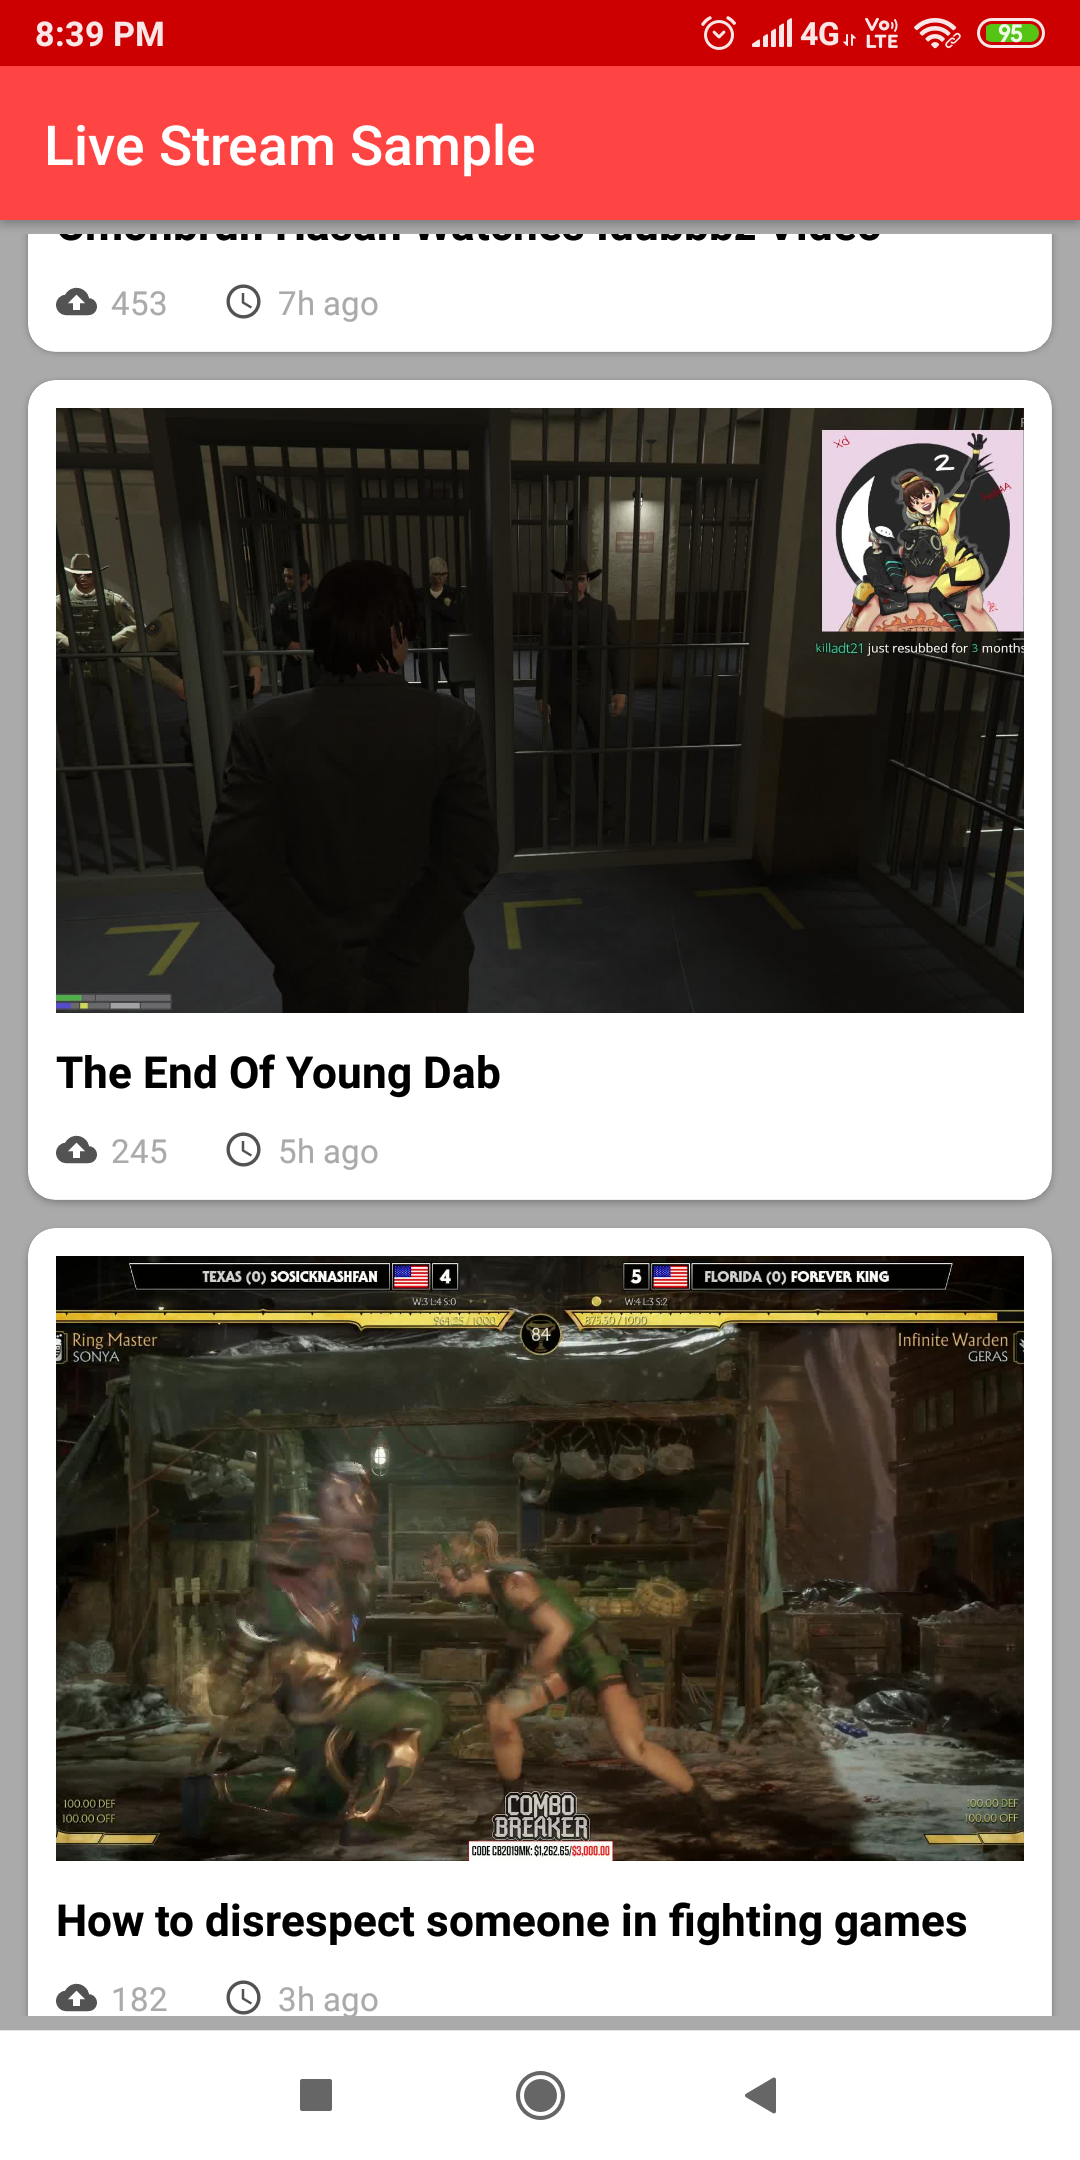 8:39 PM
4G
Vo
LTE
95
Live Stream Sample
Video
453
7h ago
xd
2
killadt21 just resubbed for 3 months
The End Of Young Dab
245
5h ago
TEXAS (0) SOSICKNASHFAN 4
5 FLORIDA (0) FOREVER KING
W:3 L:4 S:0
W:4 L:3 S:2
964.25 / 1000
875.50 / 1000
84
Ring Master
SONYA
Infinite Warden
GERAS
100.00 DEF
100.00 OFF
100.00 DEF
100.00 OFF
COMBO
BREAKER
CODE CB2019MK: $1,262.65/$3,000.00
How to disrespect someone in fighting games
182
3h ago